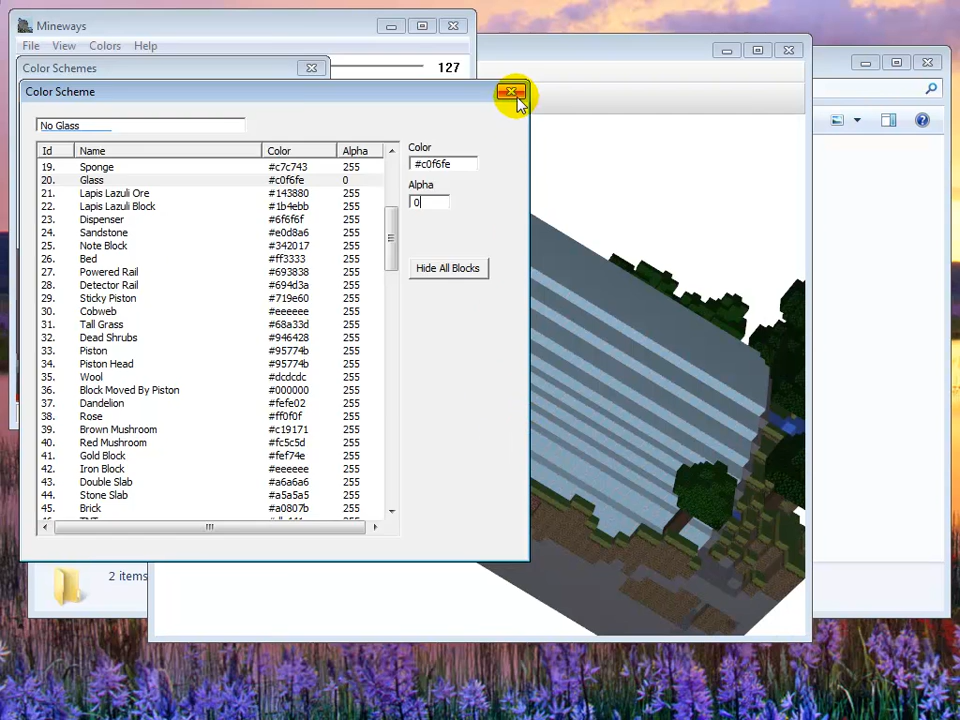 Mineways
File View Colors Help
Color Schemes
127
Color Scheme
No Glass
Id Name Color Alpha
19. Sponge #c7c743 255
20. Glass #c0f6fe 0
21. Lapis Lazuli Ore #143880 255
22. Lapis Lazuli Block #1b4ebb 255
23. Dispenser #6f6f6f 255
24. Sandstone #e0d8a6 255
25. Note Block #342017 255
26. Bed #ff3333 255
27. Powered Rail #693838 255
28. Detector Rail #694d3a 255
29. Sticky Piston #719e60 255
30. Cobweb #eeeeee 255
31. Tall Grass #68a33d 255
32. Dead Shrubs #946428 255
33. Piston #95774b 255
34. Piston Head #95774b 255
35. Wool #dcdcdc 255
36. Block Moved By Piston #000000 255
37. Dandelion #fefe02 255
38. Rose #ff0f0f 255
39. Brown Mushroom #c19171 255
40. Red Mushroom #fc5c5d 255
41. Gold Block #fef74e 255
42. Iron Block #eeeeee 255
43. Double Slab #a6a6a6 255
44. Stone Slab #a5a5a5 255
45. Brick #a0807b 255
Color
#c0f6fe
Alpha
0
Hide All Blocks
2 items